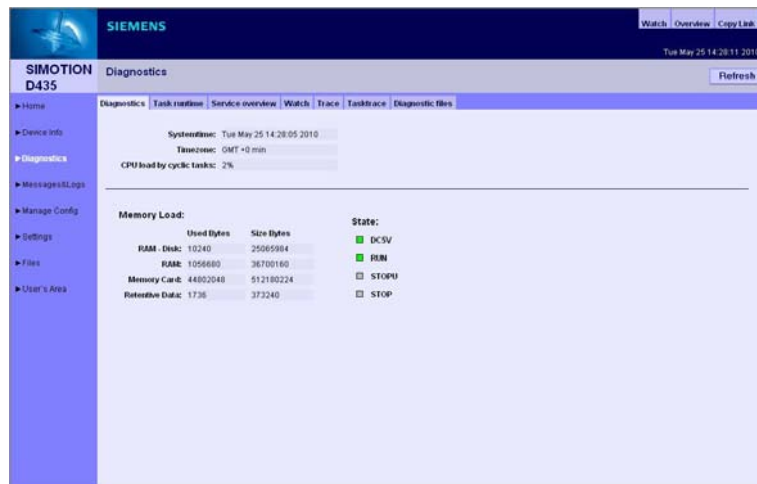 SIEMENS
Watch Overview Copy Link
Tue May 25 14:28:11 2010
SIMOTION
D435
Diagnostics
Refresh
Diagnostics Task runtime Service overview Watch Trace Tasktrace Diagnostic files
►Home
►Device Info
►Diagnostics
►Messages&Logs
►Manage Config
►Settings
►Files
►User's Area
Systemtime: Tue May 25 14:28:05 2010
Timezone: GMT +0 min
CPU load by cyclic tasks: 2%
Memory Load:
Used Bytes Size Bytes
RAM - Disk: 10240 25065984
RAM: 1056680 36700160
Memory Card: 44802048 512180224
Retentive Data: 1736 373240
State:
DC5V
RUN
STOPU
STOP